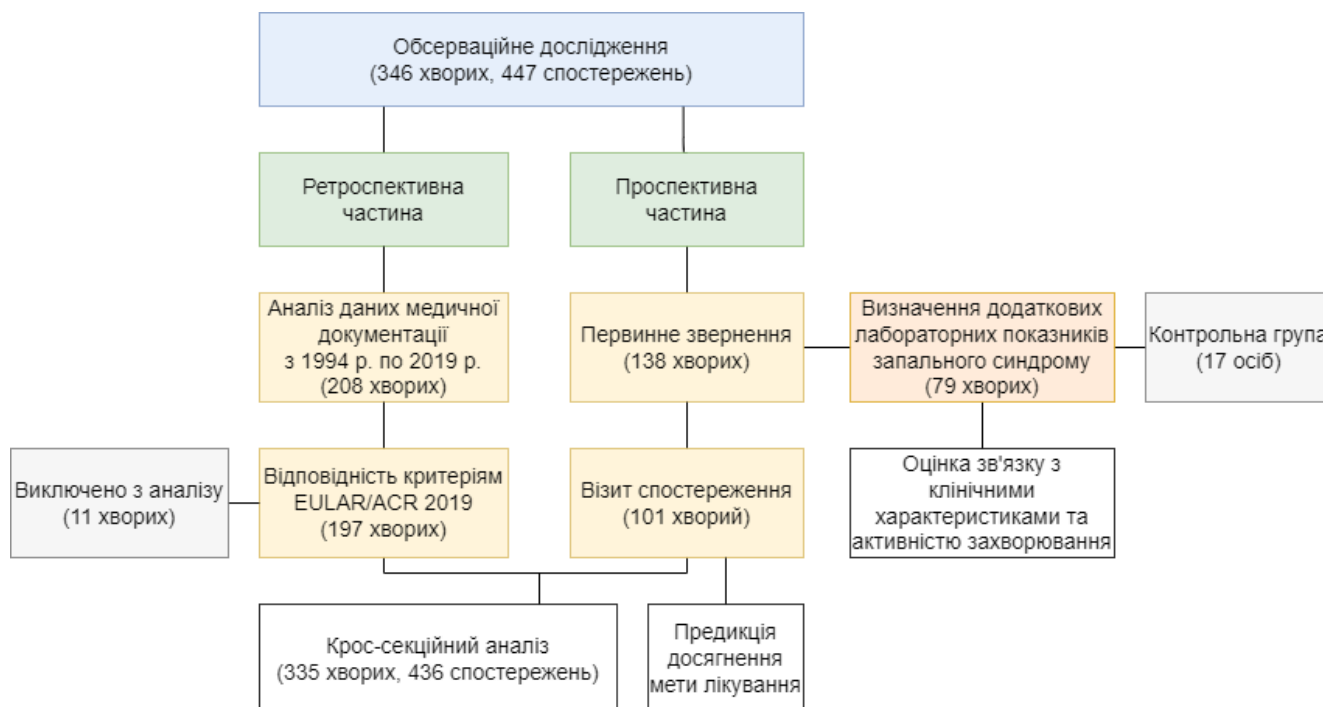 Обсерваційне дослідження
(346 хворих, 447 спостережень)
Ретроспективна
частина
Проспективна
частина
Аналіз даних медичної
документації
з 1994 р. по 2019 р.
(208 хворих)
Первинне звернення
(138 хворих)
Визначення додаткових
лабораторних показників
запального синдрому
(79 хворих)
Контрольна група
(17 осіб)
Виключено з аналізу
(11 хворих)
Відповідність критеріям
EULAR/ACR 2019
(197 хворих)
Візит спостереження
(101 хворий)
Оцінка зв'язку з
клінічними
характеристиками та
активністю захворювання
Крос-секційний аналіз
(335 хворих, 436 спостережень)
Предикція
досягнення
мети лікування